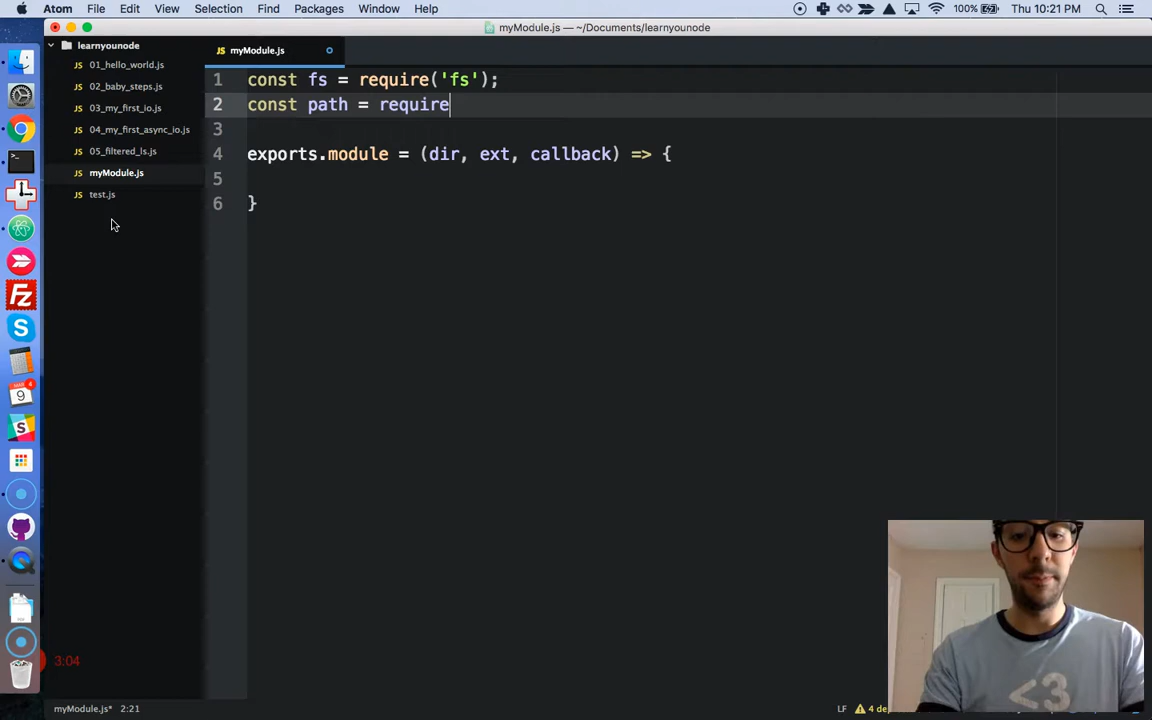 Atom File Edit View Selection Find Packages Window Help 100% Thu 10:21 PM
myModule.js — ~/Documents/learnyounode
learnyounode
01_hello_world.js
02_baby_steps.js
03_my_first_io.js
04_my_first_async_io.js
05_filtered_ls.js
myModule.js
test.js
myModule.js
1 const fs = require('fs');
2 const path = require
3
4 exports.module = (dir, ext, callback) => {
5
6 }
<3
3:04
myModule.js* 2:21 LF 4 de